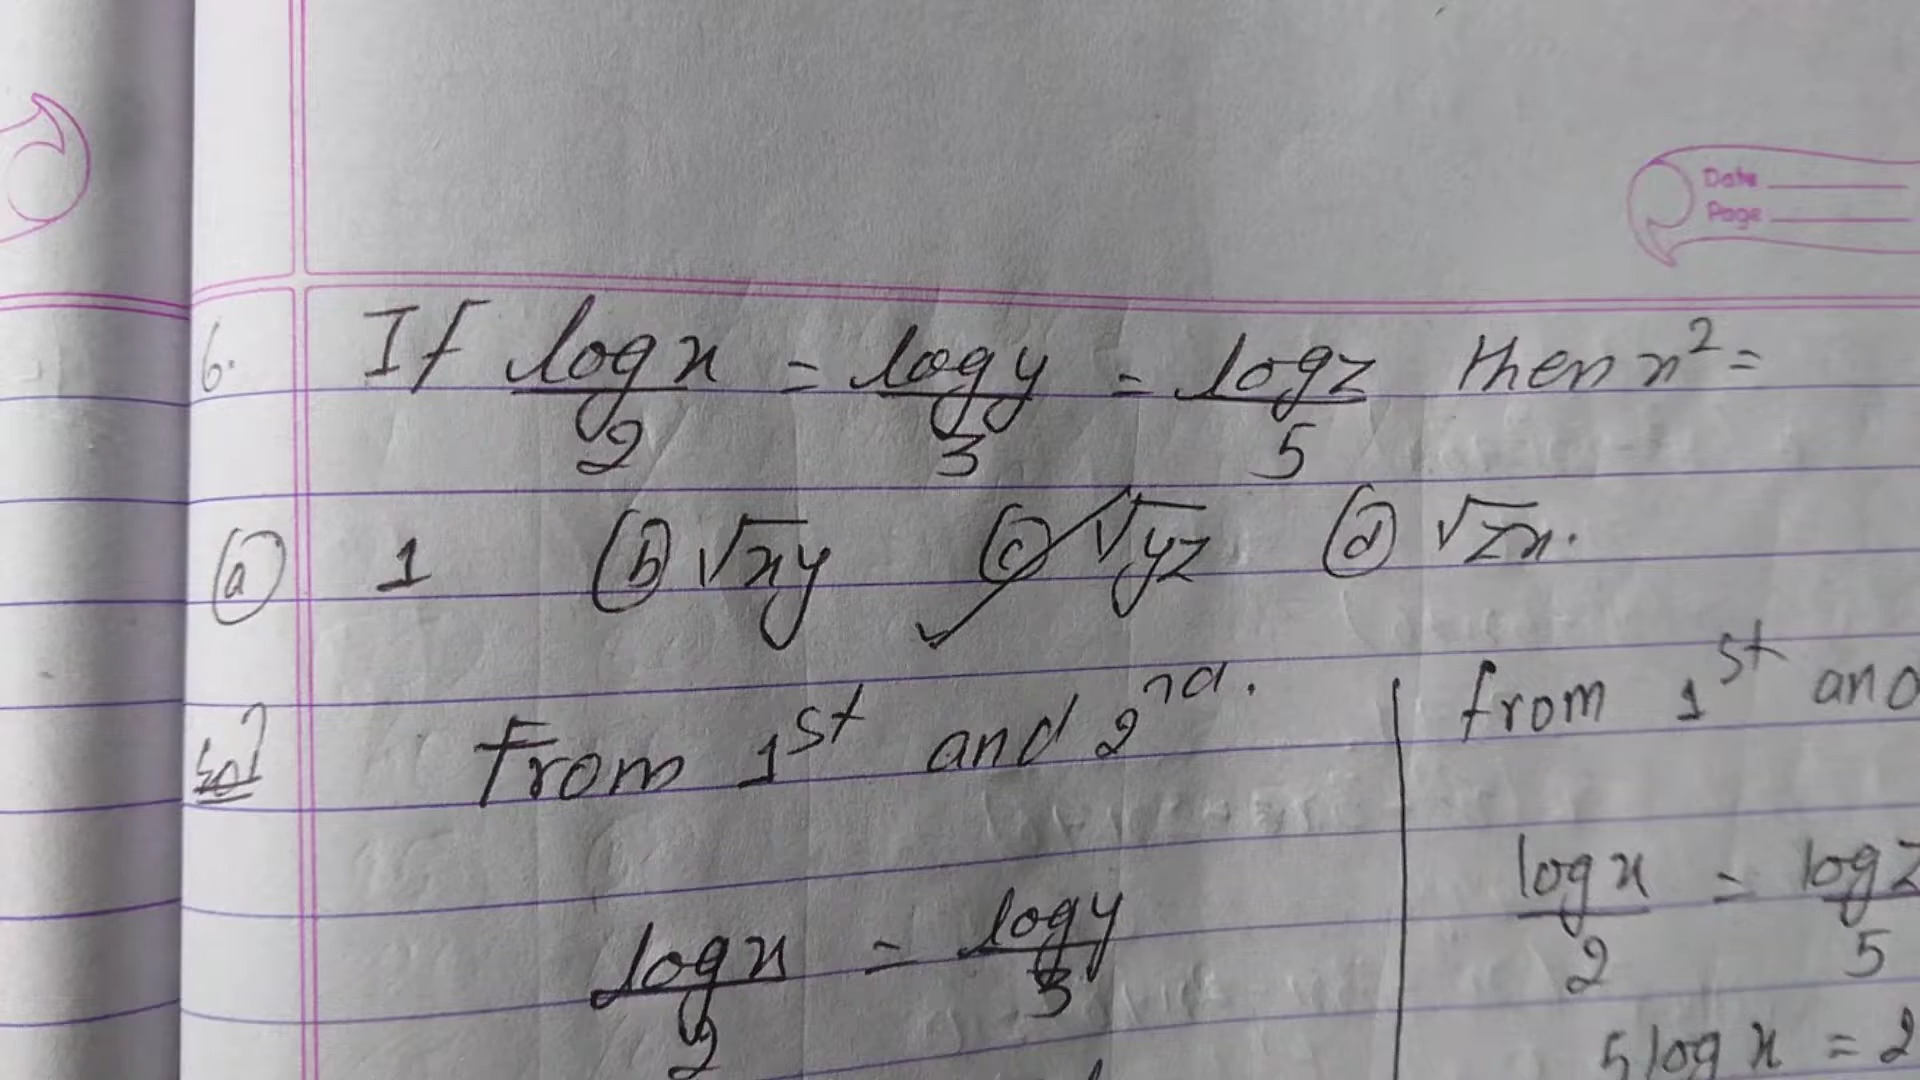 Date
Page
6. If log x/2 = log y/3 = log z/5 then x² =
(a) 1 (b) √xy (c) √yz (d) √zx.
Solⁿ From 1st and 2nd.
log x/2 = log y/3
from 1st and
log x/2 = log z/5
5 log x = 2